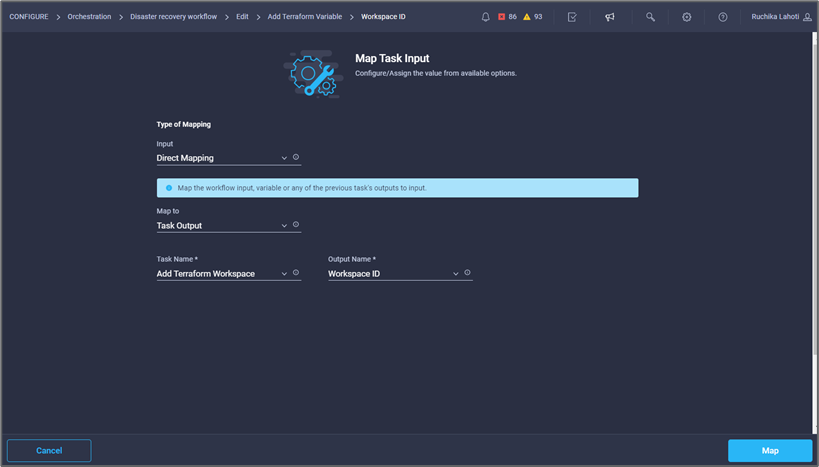 CONFIGURE > Orchestration > Disaster recovery workflow > Edit > Add Terraform Variable > Workspace ID 86 93 Ruchika Lahoti
Map Task Input
Configure/Assign the value from available options.
Type of Mapping
Input
Direct Mapping
Map the workflow input, variable or any of the previous task's outputs to input.
Map to
Task Output
Task Name * Output Name *
Add Terraform Workspace Workspace ID
Cancel Map